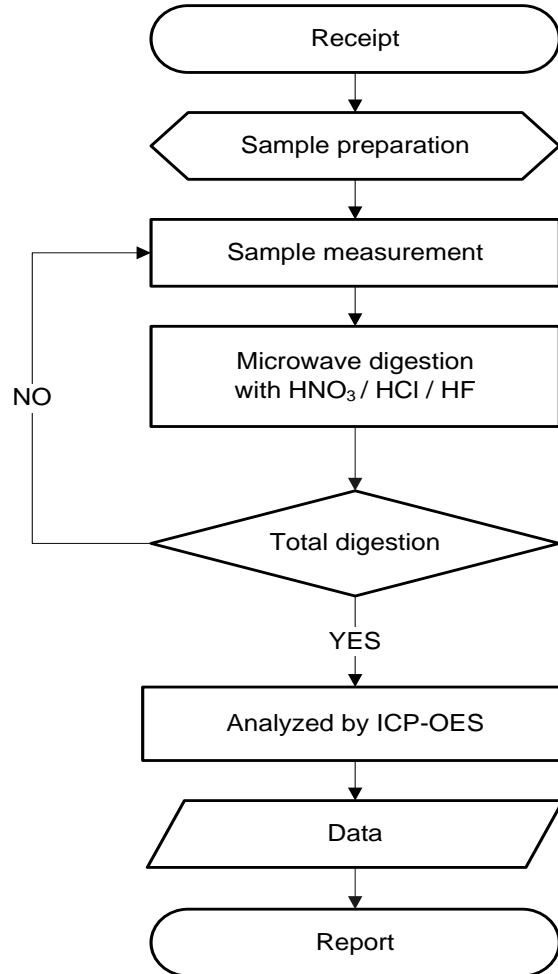 Receipt
Sample preparation
Sample measurement
Microwave digestion
with HNO₃ / HCl / HF
NO
Total digestion
YES
Analyzed by ICP-OES
Data
Report